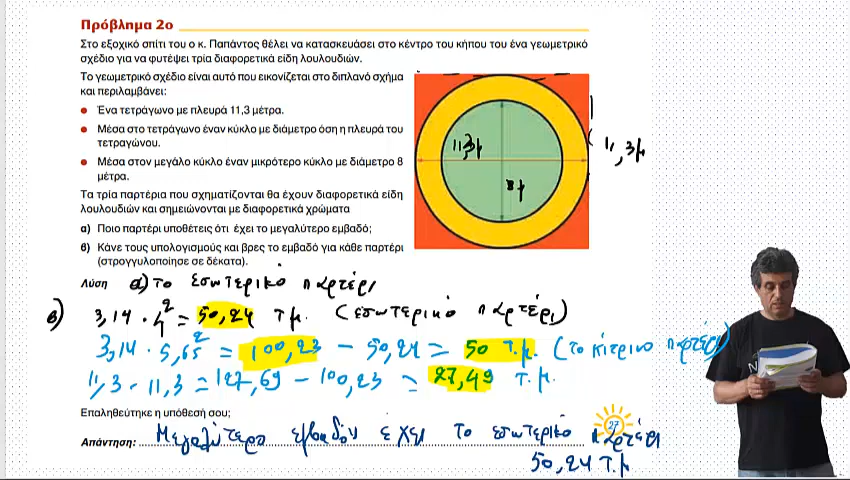 Πρόβλημα 2ο
Στο εξοχικό σπίτι του ο κ. Παπάντος θέλει να κατασκευάσει στο κέντρο του κήπου του ένα γεωμετρικό
σχέδιο για να φυτέψει τρία διαφορετικά είδη λουλουδιών.
Το γεωμετρικό σχέδιο είναι αυτό που εικονίζεται στο διπλανό σχήμα
και περιλαμβάνει:
● Ένα τετράγωνο με πλευρά 11,3 μέτρα.
● Μέσα στο τετράγωνο έναν κύκλο με διάμετρο όση η πλευρά του
τετραγώνου.
● Μέσα στον μεγάλο κύκλο έναν μικρότερο κύκλο με διάμετρο 8
μέτρα.
11,3μ
8μ
11,3μ
Τα τρία παρτέρια που σχηματίζονται θα έχουν διαφορετικά είδη
λουλουδιών και σημειώνονται με διαφορετικά χρώματα
α) Ποιο παρτέρι υποθέτεις ότι έχει το μεγαλύτερο εμβαδό;
β) Κάνε τους υπολογισμούς και βρες το εμβαδό για κάθε παρτέρι
(στρογγυλοποίησε σε δέκατα).
Λύση α) το εσωτερικό παρτέρι
β) 3,14 · 4² = 50,24 τ.μ. (εσωτερικό παρτέρι)
3,14 · 5,65² = 100,23 – 50,24 = 50 τ.μ. (το κίτρινο παρτέρι)
11,3 · 11,3 = 127,69 – 100,23 = 27,49 τ.μ.
Επαληθεύτηκε η υπόθεσή σου;
Απάντηση: Μεγαλύτερο εμβαδόν έχει το εσωτερικό παρτέρι
27
50,24 τ.μ